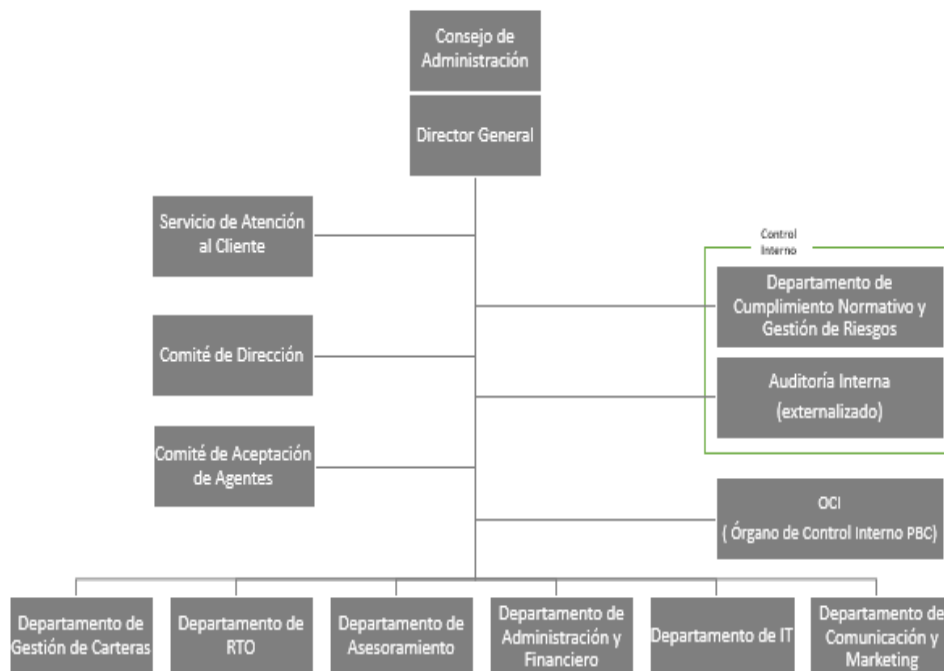 Consejo de
Administración
Director General
Servicio de Atención
al Cliente
Control
Interno
Departamento de
Cumplimiento Normativo y
Gestión de Riesgos
Comité de Dirección
Auditoría Interna
(externalizado)
Comité de Aceptación
de Agentes
OCI
( Órgano de Control Interno PBC)
Departamento de
Gestión de Carteras
Departamento de
RTO
Departamento de
Asesoramiento
Departamento de
Administración y
Financiero
Departamento de IT
Departamento de
Comunicación y
Marketing